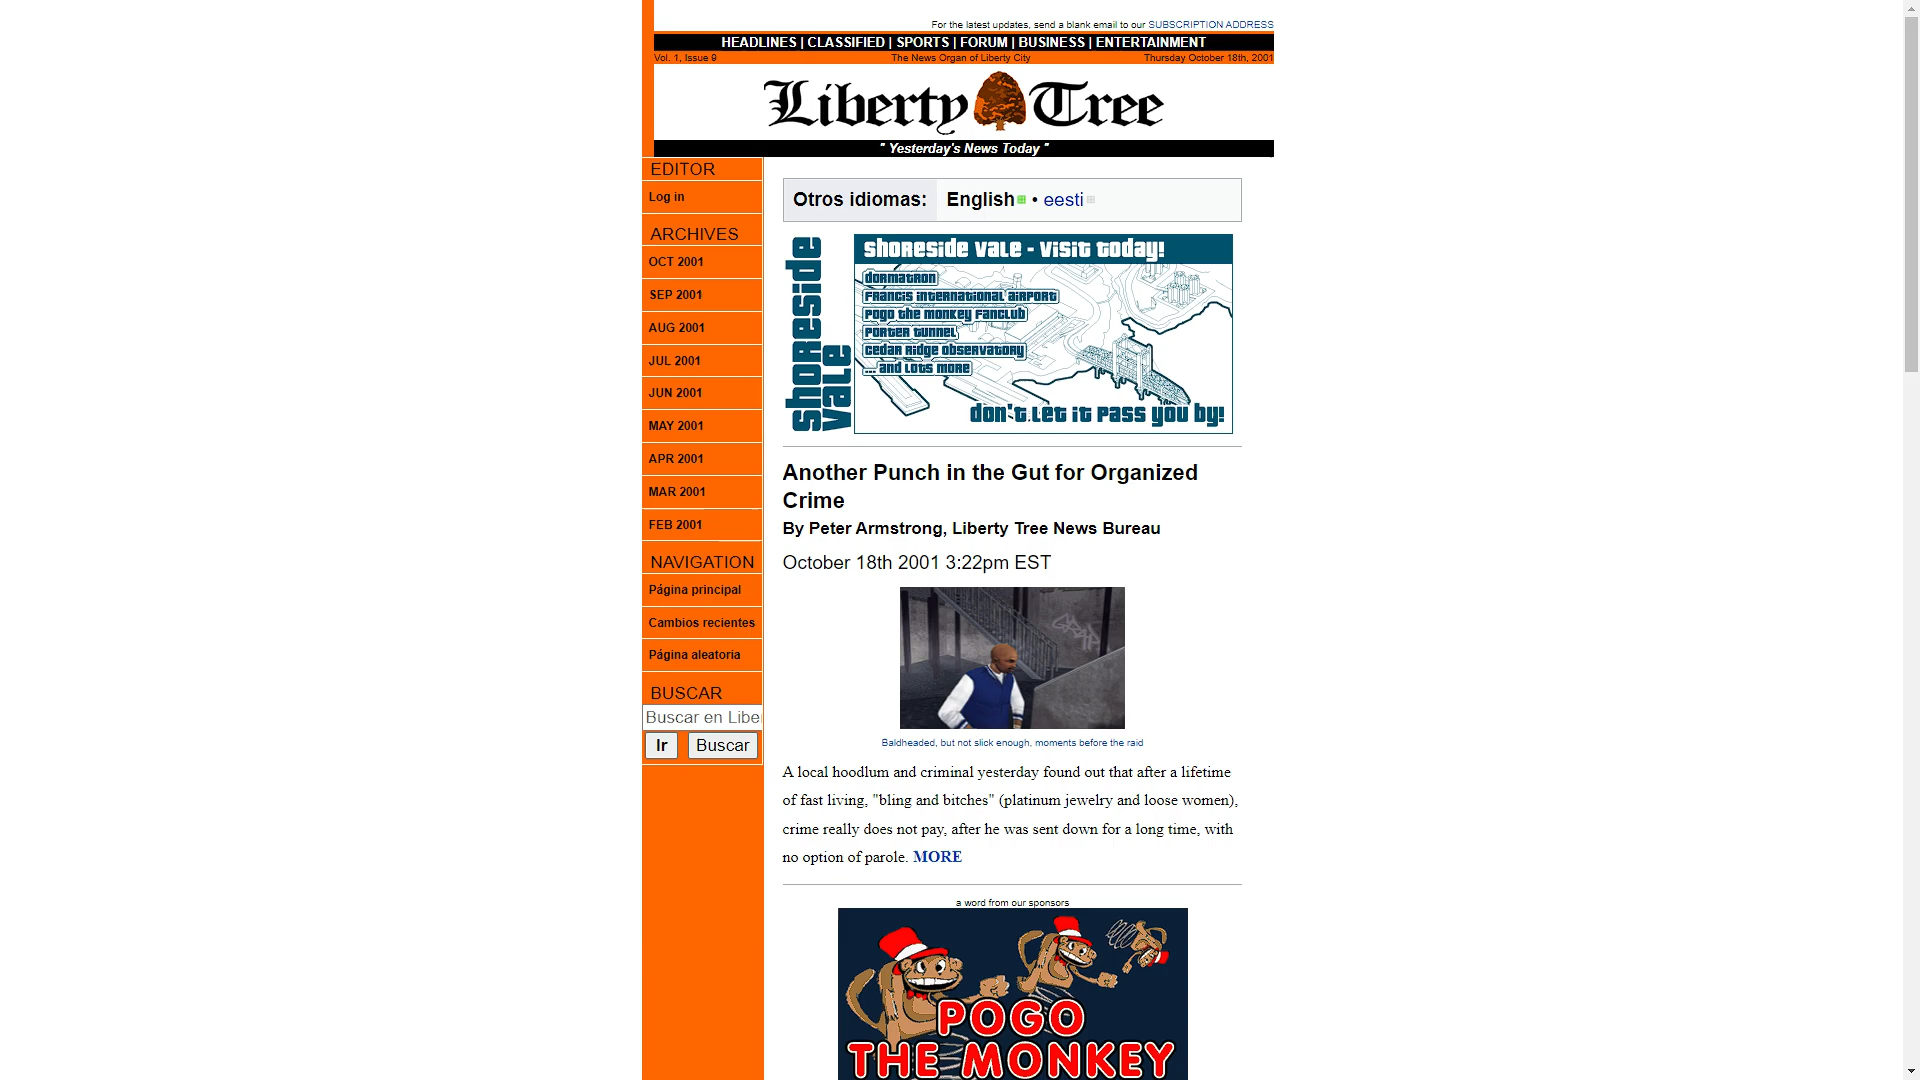 For the latest updates, send a blank email to our SUBSCRIPTION ADDRESS
HEADLINES | CLASSIFIED | SPORTS | FORUM | BUSINESS | ENTERTAINMENT
Vol. 1, Issue 9 The News Organ of Liberty City Thursday October 18th, 2001
Liberty Tree
" Yesterday's News Today "
EDITOR
Log in
ARCHIVES
OCT 2001
SEP 2001
AUG 2001
JUL 2001
JUN 2001
MAY 2001
APR 2001
MAR 2001
FEB 2001
NAVIGATION
Página principal
Cambios recientes
Página aleatoria
BUSCAR
Buscar en Liber
Ir Buscar
Otros idiomas: English • eesti
shoreside vale
shoreside vale - visit today!
dormatron
francis international airport
pogo the monkey fanclub
porter tunnel
cedar ridge observatory
... and lots more
don't let it pass you by!
Another Punch in the Gut for Organized
Crime
By Peter Armstrong, Liberty Tree News Bureau
October 18th 2001 3:22pm EST
Baldheaded, but not slick enough, moments before the raid
A local hoodlum and criminal yesterday found out that after a lifetime
of fast living, "bling and bitches" (platinum jewelry and loose women),
crime really does not pay, after he was sent down for a long time, with
no option of parole. MORE
a word from our sponsors
POGO
THE MONKEY